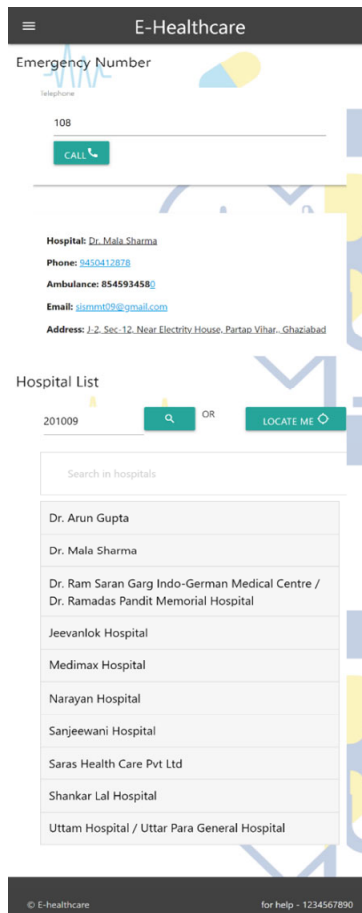 E-Healthcare
Emergency Number
Telephone
108
CALL
Hospital: Dr. Mala Sharma
Phone: 9450412878
Ambulance: 8545934580
Email: sismmt09@gmail.com
Address: J-2, Sec-12, Near Electrity House, Partap Vihar,, Ghaziabad
Hospital List
201009
OR
LOCATE ME
Search in hospitals
Dr. Arun Gupta
Dr. Mala Sharma
Dr. Ram Saran Garg Indo-German Medical Centre /
Dr. Ramadas Pandit Memorial Hospital
Jeevanlok Hospital
Medimax Hospital
Narayan Hospital
Sanjeewani Hospital
Saras Health Care Pvt Ltd
Shankar Lal Hospital
Uttam Hospital / Uttar Para General Hospital
© E-healthcare
for help - 1234567890